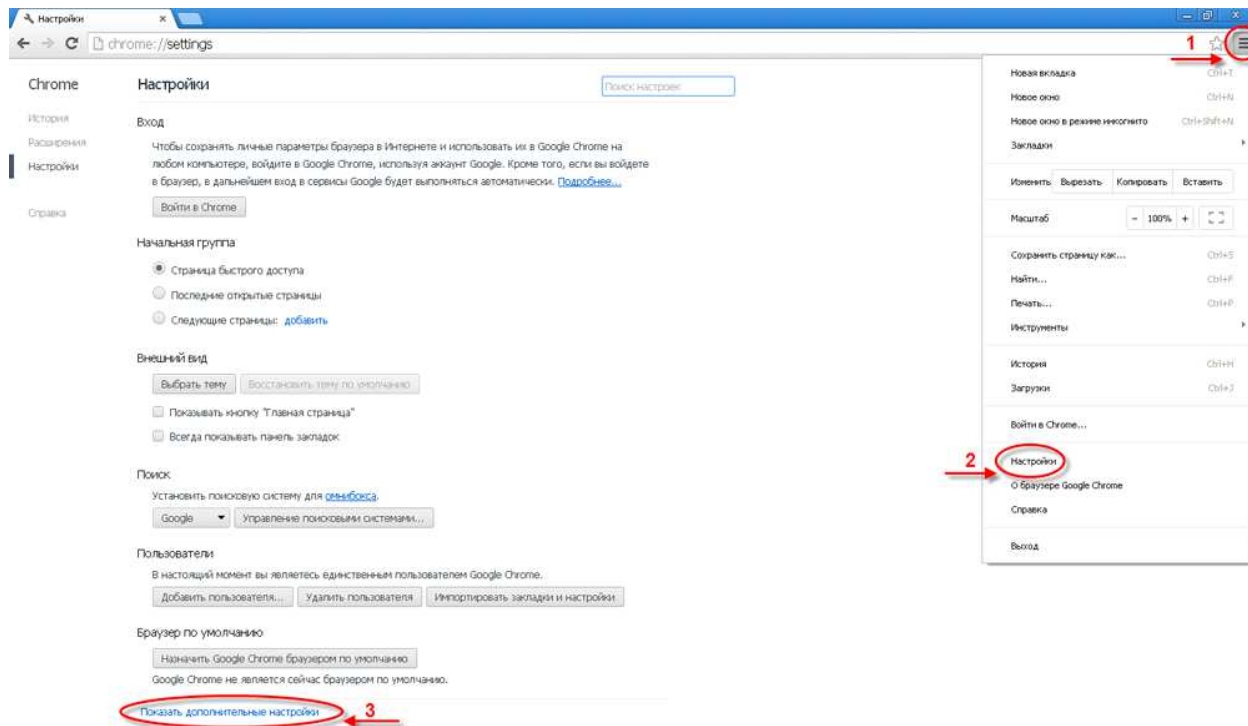 Настройки
chrome://settings
1
Chrome
История
Расширения
Настройки
Справка
Настройки
Поиск настроек
Вход
Чтобы сохранять личные параметры браузера в Интернете и использовать их в Google Chrome на
любом компьютере, войдите в Google Chrome, используя аккаунт Google. Кроме того, если вы войдете
в браузер, в дальнейшем вход в сервисы Google будет выполняться автоматически. Подробнее...
Войти в Chrome
Начальная группа
Страница быстрого доступа
Последние открытые страницы
Следующие страницы: добавить
Внешний вид
Выбрать тему Восстановить тему по умолчанию
Показывать кнопку "Главная страница"
Всегда показывать панель закладок
Поиск
Установить поисковую систему для омнибокса.
Google Управление поисковыми системами...
Пользователи
В настоящий момент вы являетесь единственным пользователем Google Chrome.
Добавить пользователя... Удалить пользователя Импортировать закладки и настройки
Браузер по умолчанию
Назначить Google Chrome браузером по умолчанию
Google Chrome не является сейчас браузером по умолчанию.
Показать дополнительные настройки 3
Новая вкладка Ctrl+T
Новое окно Ctrl+N
Новое окно в режиме инкогнито Ctrl+Shift+N
Закладки
Изменить Вырезать Копировать Вставить
Масштаб - 100% +
Сохранить страницу как... Ctrl+S
Найти... Ctrl+F
Печать... Ctrl+P
Инструменты
История Ctrl+H
Загрузки Ctrl+J
Войти в Chrome...
2 Настройки
О браузере Google Chrome
Справка
Выход